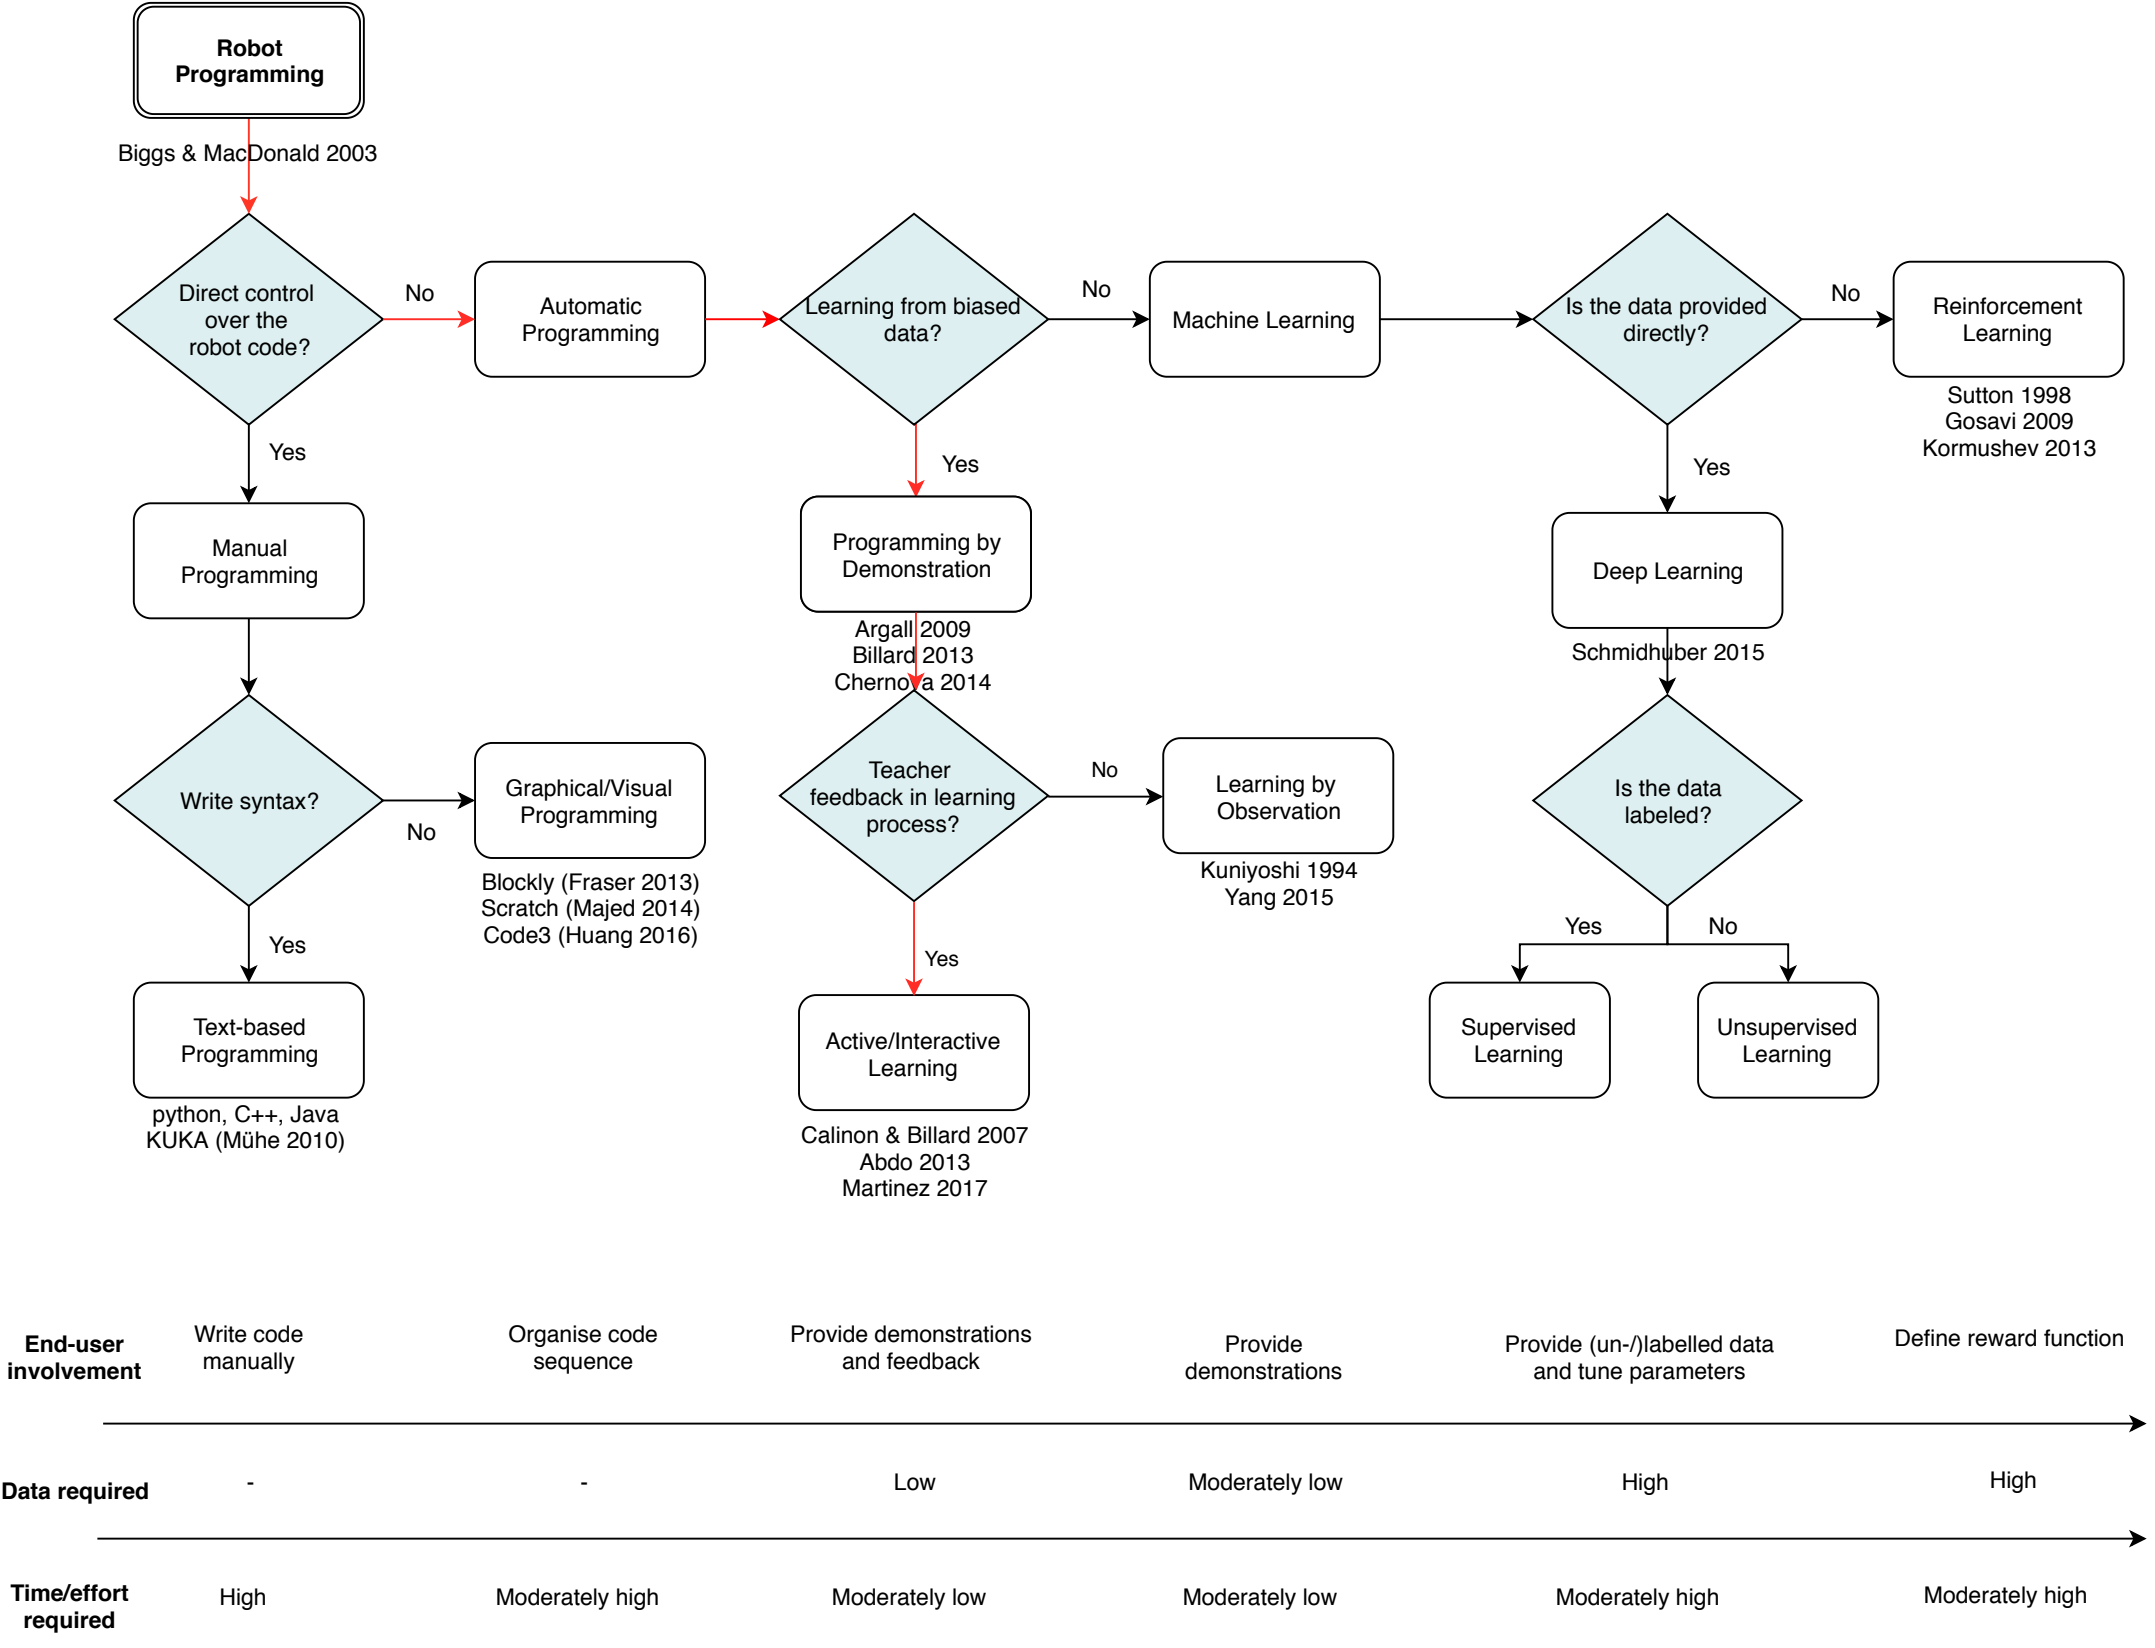 Robot
Programming
Biggs & MacDonald 2003
Direct control
over the
robot code?
No
Automatic
Programming
Learning from biased
data?
No
Machine Learning
Is the data provided
directly?
No
Reinforcement
Learning
Sutton 1998
Gosavi 2009
Kormushev 2013
Yes
Yes
Yes
Manual
Programming
Programming by
Demonstration
Argall 2009
Billard 2013
Chernova 2014
Deep Learning
Schmidhuber 2015
Write syntax?
No
Graphical/Visual
Programming
Blockly (Fraser 2013)
Scratch (Majed 2014)
Code3 (Huang 2016)
Teacher
feedback in learning
process?
No
Learning by
Observation
Kuniyoshi 1994
Yang 2015
Is the data
labeled?
Yes
No
Yes
Yes
Text-based
Programming
python, C++, Java
KUKA (Mühe 2010)
Active/Interactive
Learning
Calinon & Billard 2007
Abdo 2013
Martinez 2017
Supervised
Learning
Unsupervised
Learning
End-user
involvement
Write code
manually
Organise code
sequence
Provide demonstrations
and feedback
Provide
demonstrations
Provide (un-/)labelled data
and tune parameters
Define reward function
Data required
-
-
Low
Moderately low
High
High
Time/effort
required
High
Moderately high
Moderately low
Moderately low
Moderately high
Moderately high